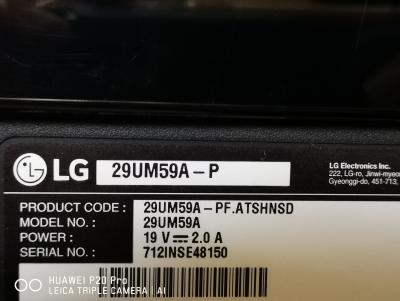 LG 29UM59A-P
LG Electronics Inc.
222, LG-ro, Jinwi-myeo
Gyeonggi-do, 451-713,
PRODUCT CODE : 29UM59A-PF.ATSHNSD
MODEL NO. : 29UM59A
POWER : 19 V 2.0 A
SERIAL NO. : 712INSE48150
HUAWEI P20 Pro
LEICA TRIPLE CAMERA | AI